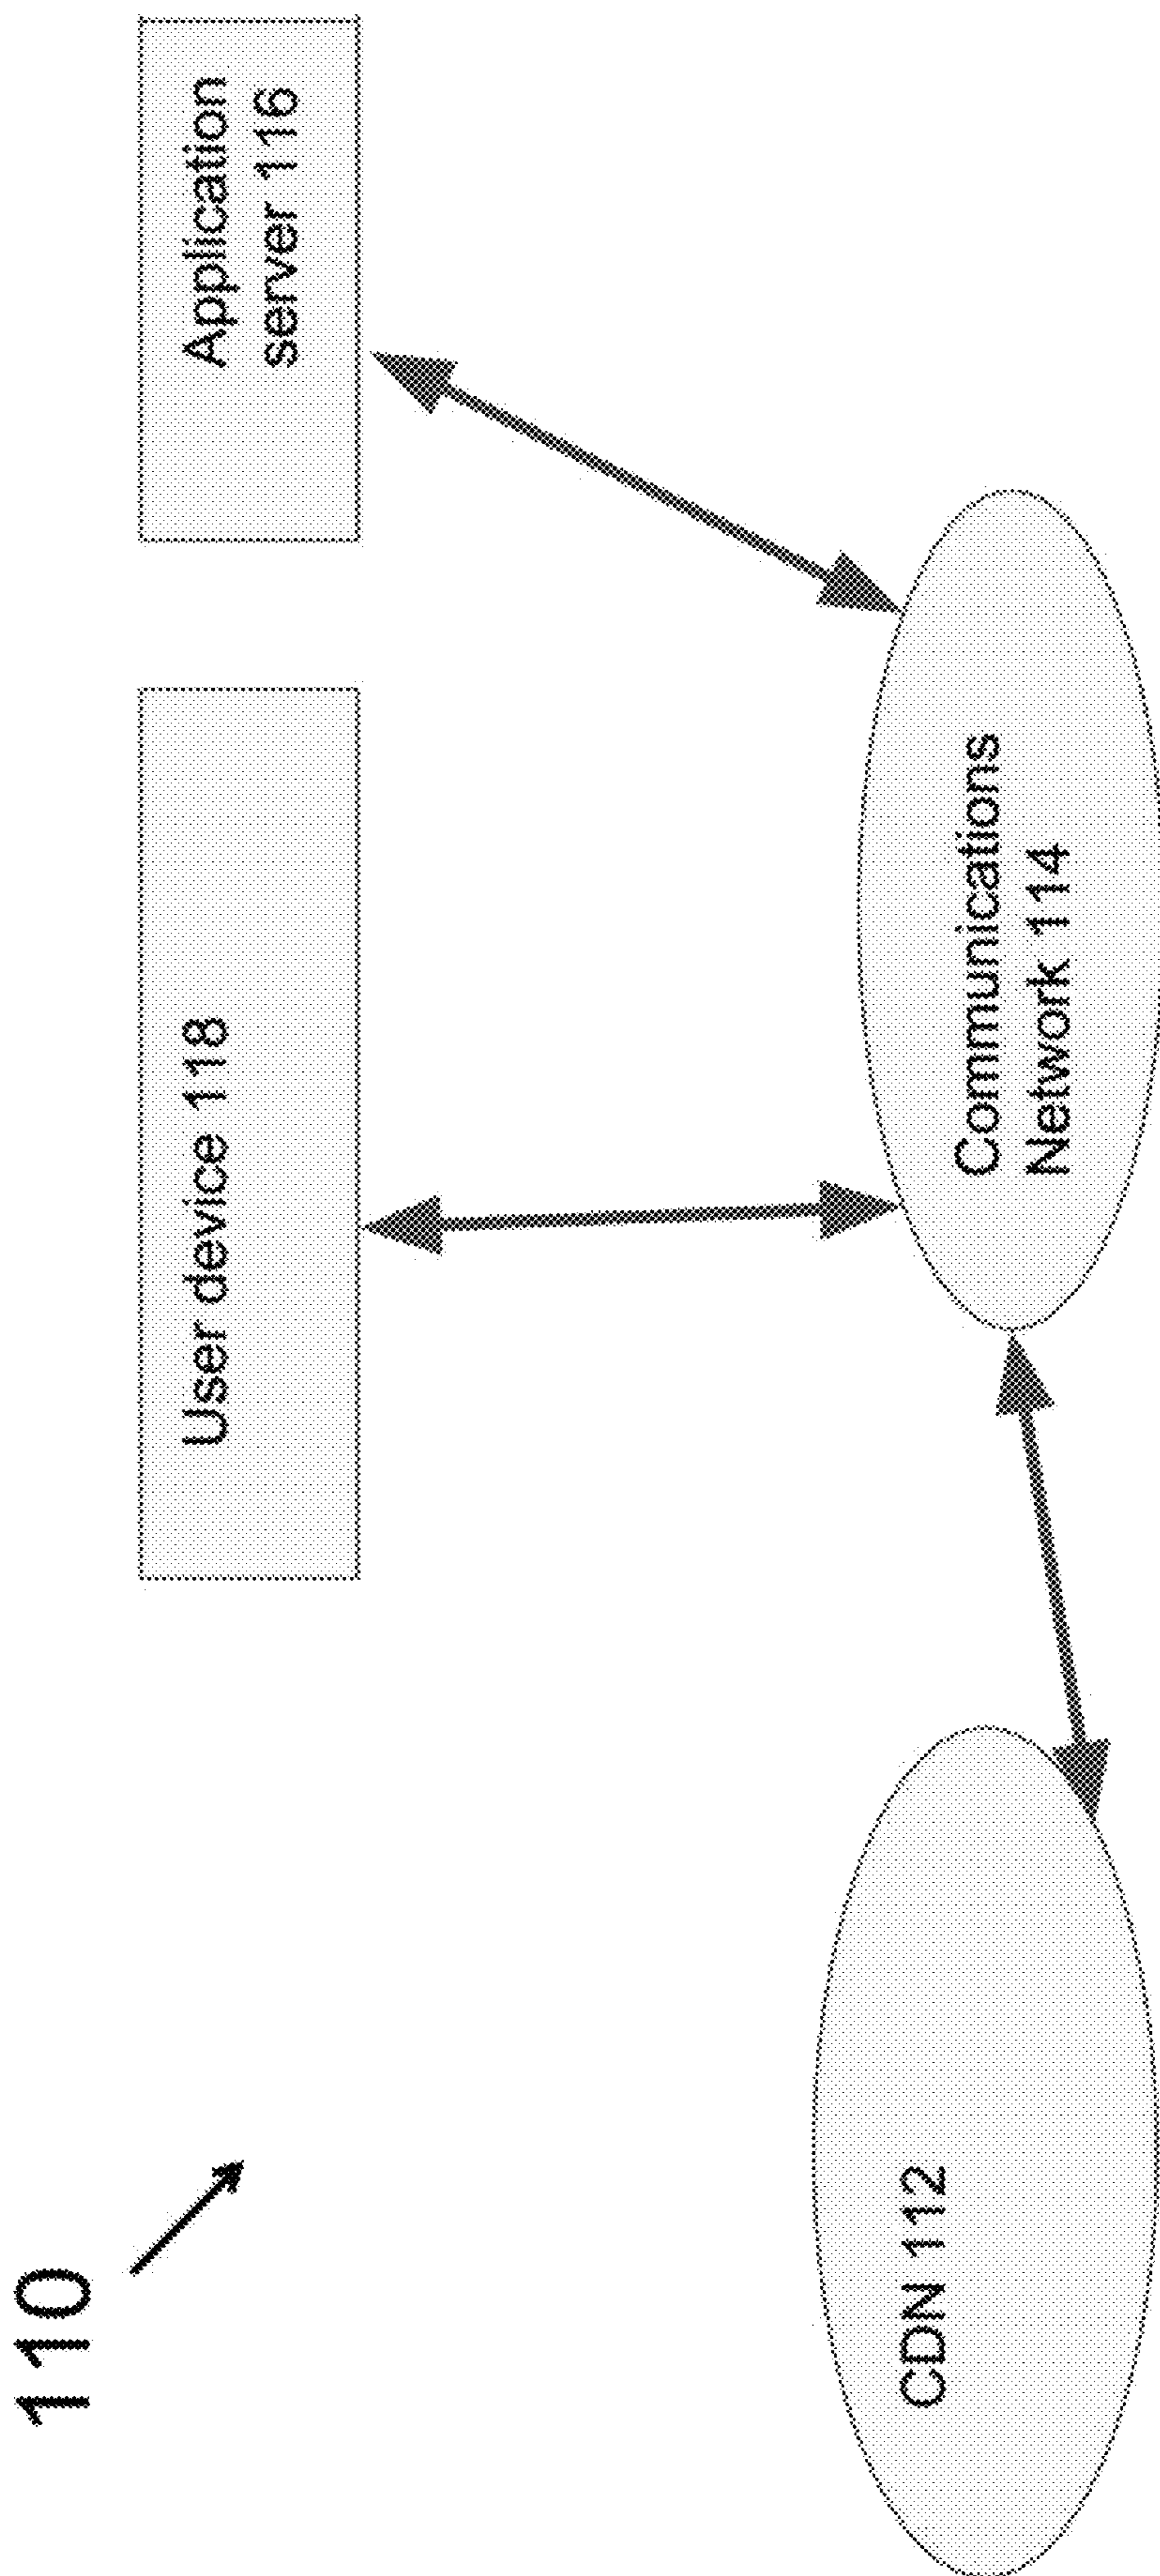 110
User device 118
Application
server 116
CDN 112
Communications
Network 114